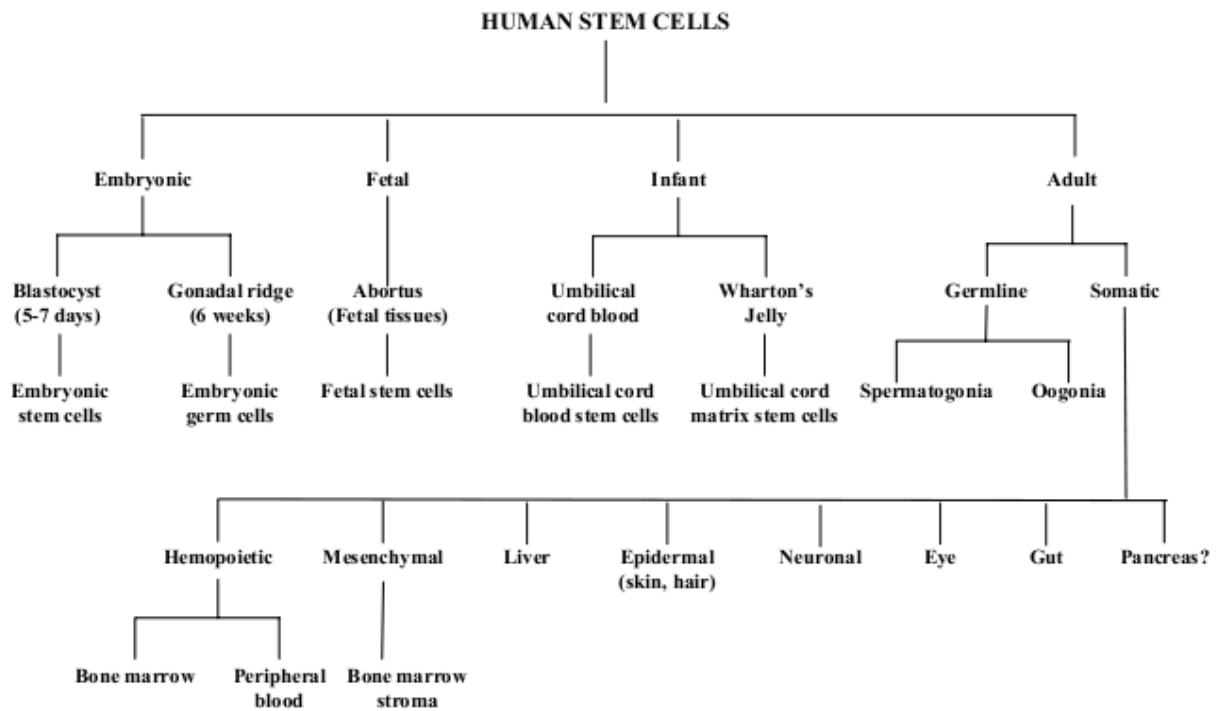 HUMAN STEM CELLS
Embryonic
Fetal
Infant
Adult
Blastocyst
(5-7 days)
Gonadal ridge
(6 weeks)
Abortus
(Fetal tissues)
Umbilical
cord blood
Wharton's
Jelly
Germline
Somatic
Embryonic
stem cells
Embryonic
germ cells
Fetal stem cells
Umbilical cord
blood stem cells
Umbilical cord
matrix stem cells
Spermatogonia
Oogonia
Hemopoietic
Mesenchymal
Liver
Epidermal
(skin, hair)
Neuronal
Eye
Gut
Pancreas?
Bone marrow
Peripheral
blood
Bone marrow
stroma